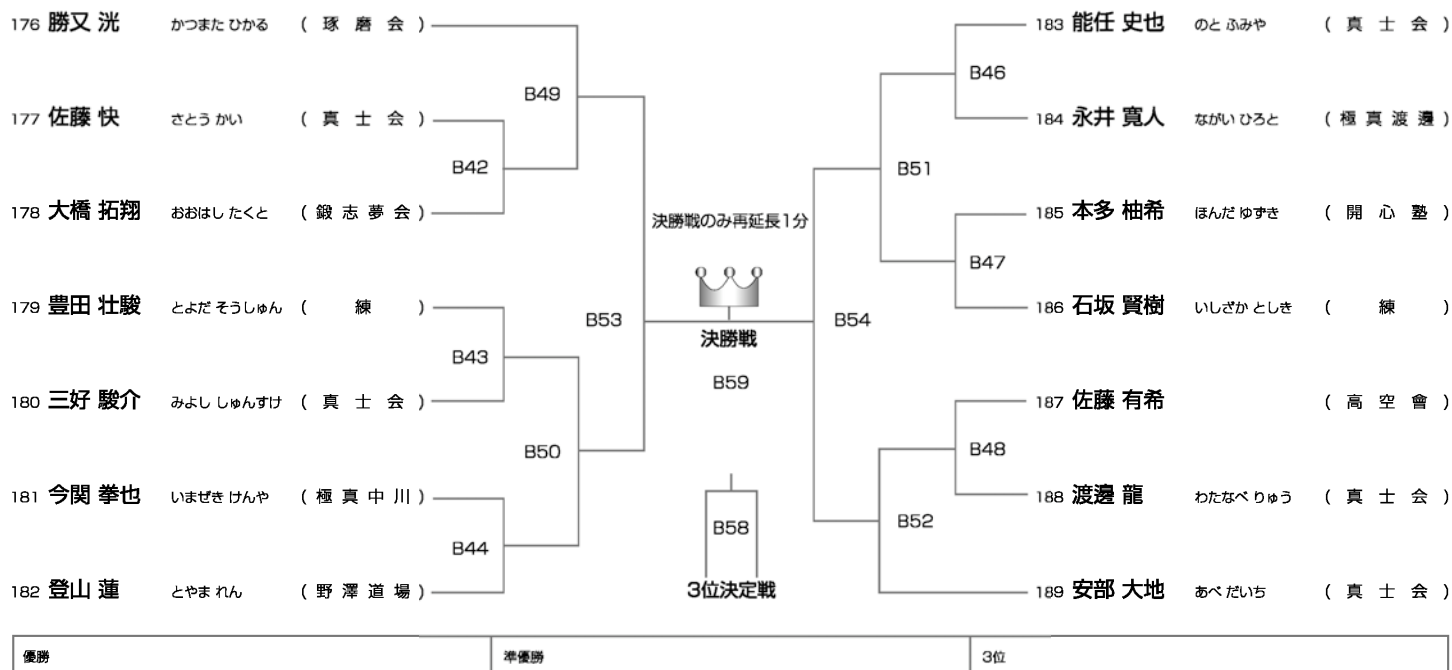 176 勝又 洸 かつまた ひかる ( 琢 磨 会 )
177 佐藤 快 さとう かい ( 真 士 会 )
178 大橋 拓翔 おおはし たくと ( 鍛 志 夢 会 )
179 豊田 壮駿 とよだ そうしゅん ( 練 )
180 三好 駿介 みよし しゅんすけ ( 真 士 会 )
181 今関 拳也 いまぜき けんや ( 極 真 中 川 )
182 登山 蓮 とやま れん ( 野 澤 道 場 )
B49
B42
B43
B50
B44
B53
決勝戦のみ再延長1分
決勝戦
B59
B58
3位決定戦
B54
B51
B52
B46
B47
B48
183 能任 史也 のと ふみや ( 真 士 会 )
184 永井 寛人 ながい ひろと ( 極 真 渡 邊 )
185 本多 柚希 ほんだ ゆずき ( 開 心 塾 )
186 石坂 賢樹 いしざか としき ( 練 )
187 佐藤 有希 ( 高 空 會 )
188 渡邊 龍 わたなべ りゅう ( 真 士 会 )
189 安部 大地 あべ だいち ( 真 士 会 )
優勝
準優勝
3位